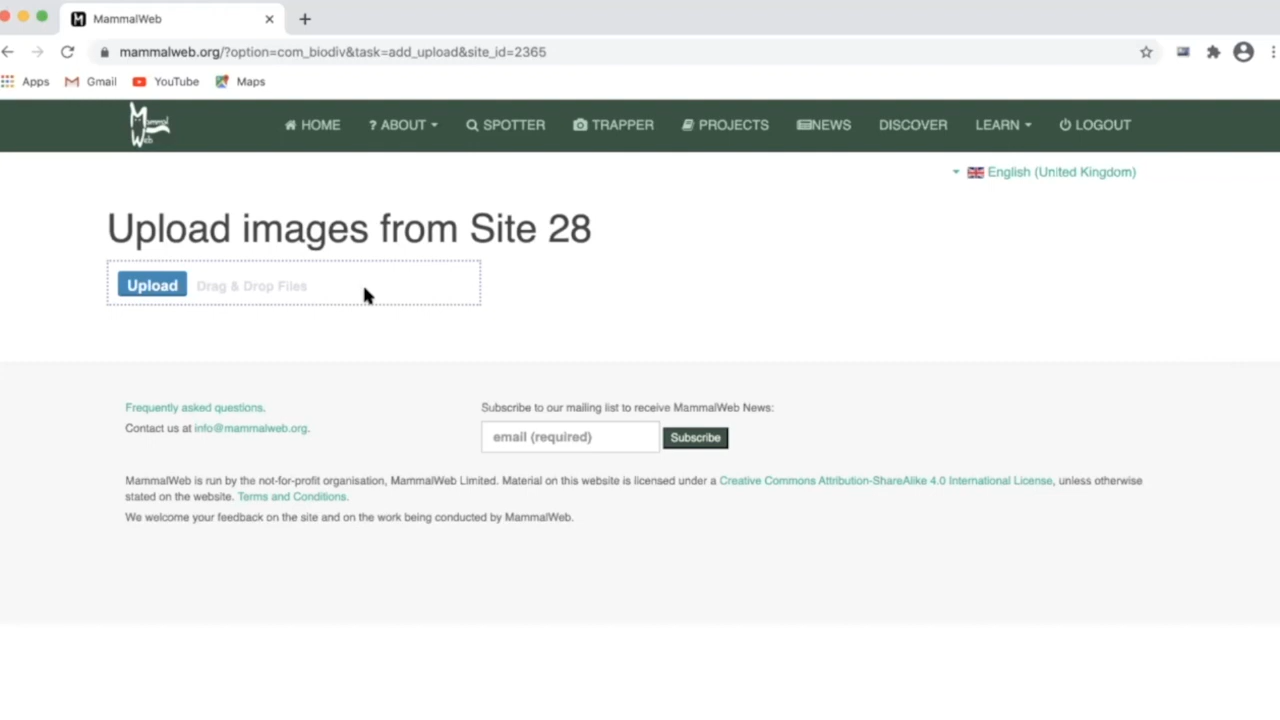 MammalWeb
mammalweb.org/?option=com_biodiv&task=add_upload&site_id=2365
Apps Gmail YouTube Maps
Mammal Web
HOME ? ABOUT SPOTTER TRAPPER PROJECTS NEWS DISCOVER LEARN LOGOUT
English (United Kingdom)
Upload images from Site 28
Upload Drag & Drop Files
Frequently asked questions.
Contact us at info@mammalweb.org.
Subscribe to our mailing list to receive MammalWeb News:
email (required) Subscribe
MammalWeb is run by the not-for-profit organisation, MammalWeb Limited. Material on this website is licensed under a Creative Commons Attribution-ShareAlike 4.0 International License, unless otherwise
stated on the website. Terms and Conditions.
We welcome your feedback on the site and on the work being conducted by MammalWeb.